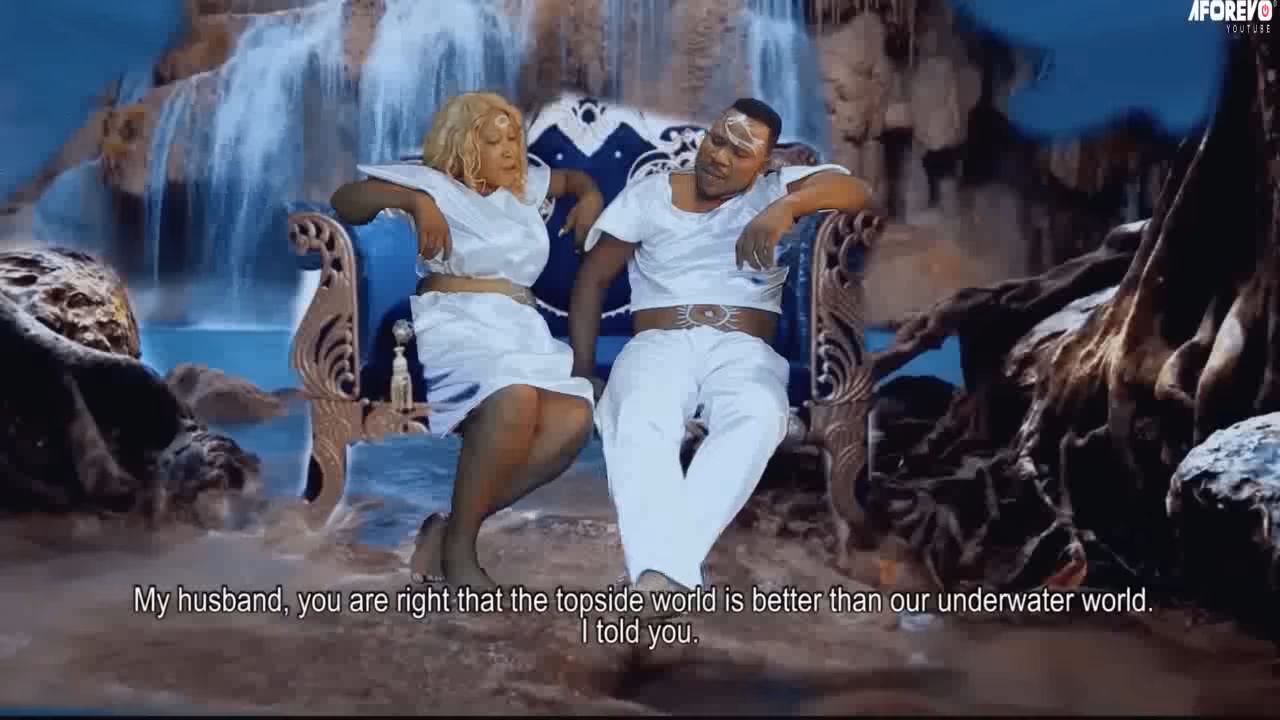 AFOREVO
YOUTUBE
My husband, you are right that the topside world is better than our underwater world.
I told you.